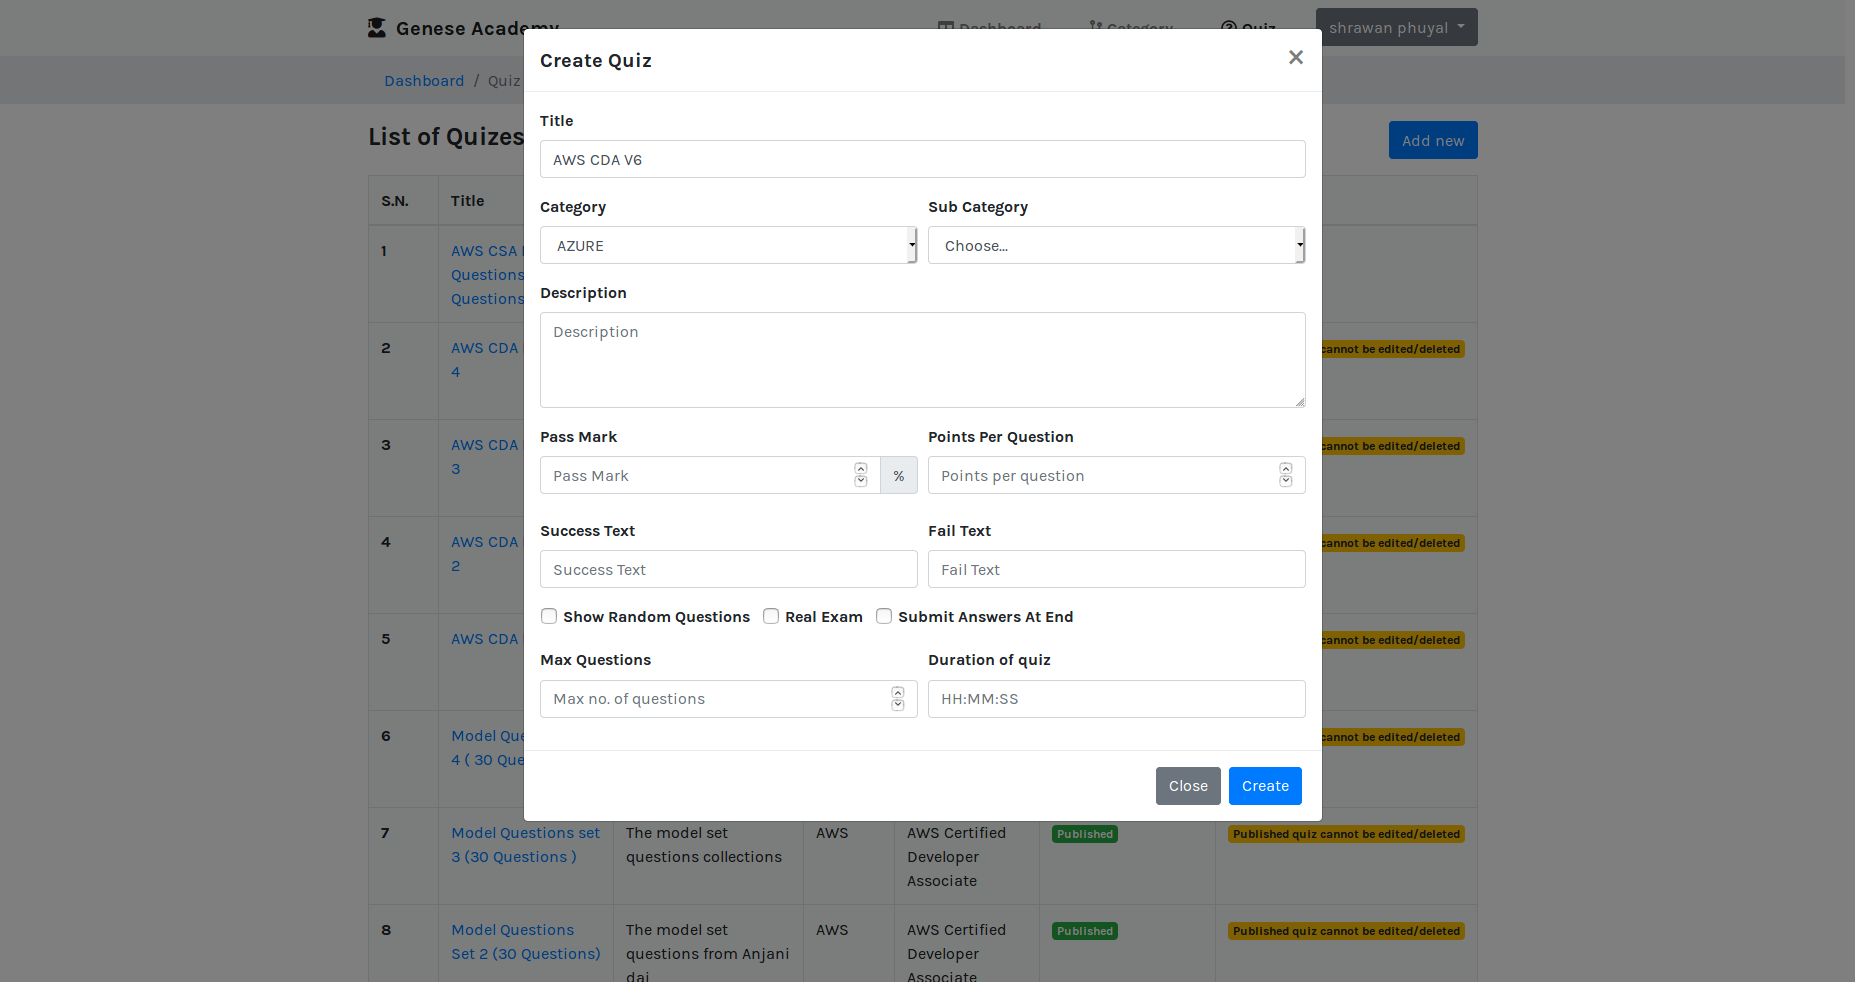 Genese Academy
Dashboard
Category
Quiz
shrawan phuyal
Dashboard / Quiz
List of Quizes
Add new
S.N.
Title
1
AWS CSA
Questions
Questions
2
AWS CDA
4
cannot be edited/deleted
3
AWS CDA
3
cannot be edited/deleted
4
AWS CDA
2
cannot be edited/deleted
5
AWS CDA
cannot be edited/deleted
6
Model Que
4 ( 30 Que
cannot be edited/deleted
7
Model Questions set
3 (30 Questions )
The model set
questions collections
AWS
AWS Certified
Developer
Associate
Published
Published quiz cannot be edited/deleted
8
Model Questions
Set 2 (30 Questions)
The model set
questions from Anjani
dai
AWS
AWS Certified
Developer
Associate
Published
Published quiz cannot be edited/deleted
Create Quiz
×
Title
AWS CDA V6
Category
Sub Category
AZURE
Choose...
Description
Description
Pass Mark
Points Per Question
Pass Mark
%
Points per question
Success Text
Fail Text
Success Text
Fail Text
Show Random Questions
Real Exam
Submit Answers At End
Max Questions
Duration of quiz
Max no. of questions
HH:MM:SS
Close
Create